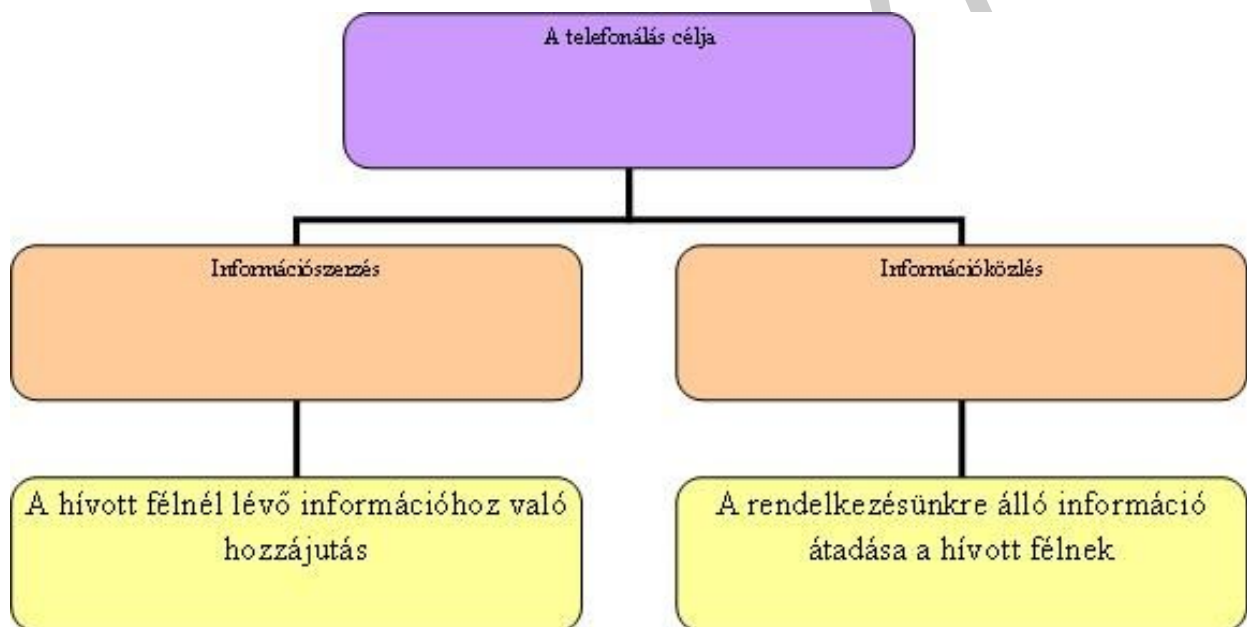 A telefonálás célja
Információszerzés
Információközlés
A hívott félnél lévő információhoz való
hozzájutás
A rendelkezésünkre álló információ
átadása a hívott félnek